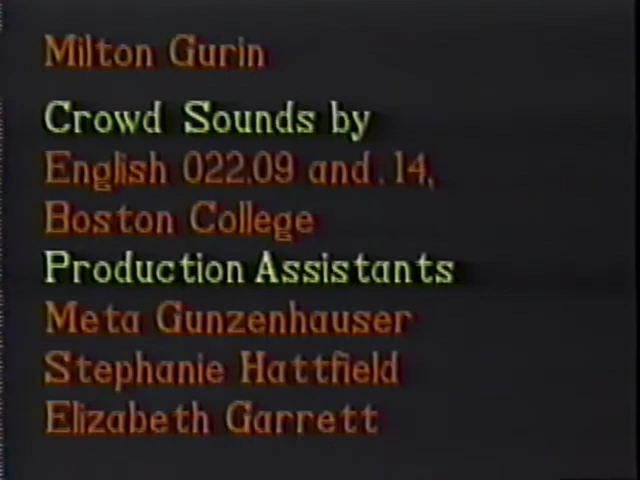 Milton Gurin
Crowd Sounds by
English 022.09 and .14,
Boston College
Production Assistants
Meta Gunzenhauser
Stephanie Hattfield
Elizabeth Garrett